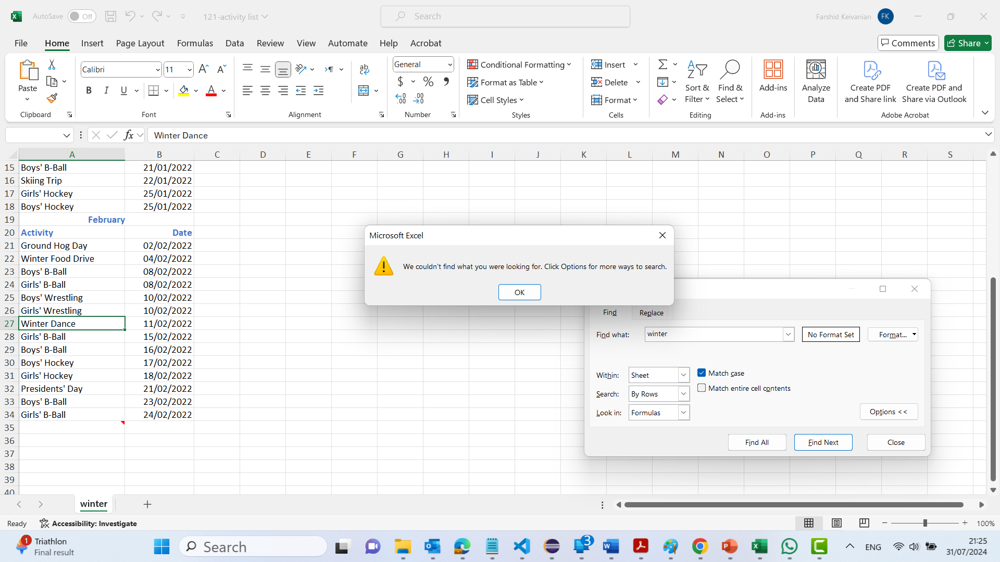 AutoSave Off 121-activity list Search Farshid Keivanian FK
File Home Insert Page Layout Formulas Data Review View Automate Help Acrobat Comments Share
Paste
Clipboard
Calibri 11
B I U A
Font
ab
Alignment
General
$ % 9
Number
Conditional Formatting
Format as Table
Cell Styles
Styles
Insert
Delete
Format
Cells
Sort & Filter
Find & Select
Editing
Add-ins
Add-ins
Analyze Data
Create PDF and Share link
Create PDF and Share via Outlook
Adobe Acrobat
fx Winter Dance
A B C D E F G H I J K L M N O P Q R S
15 Boys' B-Ball 21/01/2022
16 Skiing Trip 22/01/2022
17 Girls' Hockey 25/01/2022
18 Boys' Hockey 25/01/2022
19 February
20 Activity Date
21 Ground Hog Day 02/02/2022
22 Winter Food Drive 04/02/2022
23 Boys' B-Ball 08/02/2022
24 Girls' B-Ball 08/02/2022
25 Boys' Wrestling 10/02/2022
26 Girls' Wrestling 10/02/2022
27 Winter Dance 11/02/2022
28 Girls' B-Ball 15/02/2022
29 Boys' B-Ball 16/02/2022
30 Boys' Hockey 17/02/2022
31 Girls' Hockey 18/02/2022
32 Presidents' Day 21/02/2022
33 Boys' B-Ball 23/02/2022
34 Girls' B-Ball 24/02/2022
35
36
37
38
39
40
Microsoft Excel
We couldn't find what you were looking for. Click Options for more ways to search.
OK
Find Replace
Find what: winter No Format Set Format...
Within: Sheet Match case
Search: By Rows Match entire cell contents
Look in: Formulas Options <<
Find All Find Next Close
winter
Ready Accessibility: Investigate 100%
1 Triathlon
Final result
Search
3
ENG
21:25
31/07/2024